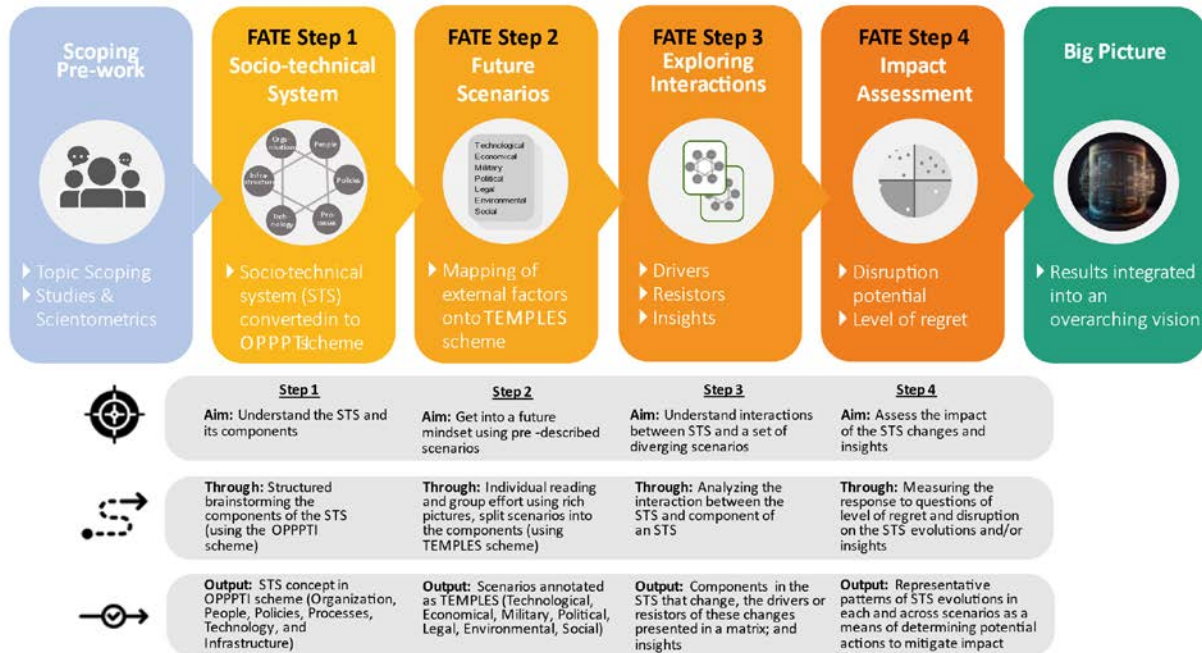 Scoping
Pre-work
Topic Scoping
Studies &
Scientometrics
FATE Step 1
Socio-technical
System
Orga-
nisation
People
Infra-
structure
Policies
Tech-
nology
Pro-
cesses
Socio-technical
system (STS)
converted in to
OPPPTI scheme
FATE Step 2
Future
Scenarios
Technological
Economical
Military
Political
Legal
Environmental
Social
Mapping of
external factors
onto TEMPLES
scheme
FATE Step 3
Exploring
Interactions
Drivers
Resistors
Insights
FATE Step 4
Impact
Assessment
Disruption
potential
Level of regret
Big Picture
Results integrated
into an
overarching vision
Step 1
Aim: Understand the STS and
its components
Step 2
Aim: Get into a future
mindset using pre -described
scenarios
Step 3
Aim: Understand interactions
between STS and a set of
diverging scenarios
Step 4
Aim: Assess the impact
of the STS changes and
insights
Through: Structured
brainstorming the
components of the STS
(using the OPPPTI
scheme)
Through: Individual reading
and group effort using rich
pictures, split scenarios into
the components (using
TEMPLES scheme)
Through: Analyzing the
interaction between the
STS and component of
an STS
Through: Measuring the
response to questions of
level of regret and disruption
on the STS evolutions and/or
insights
Output: STS concept in
OPPPTI scheme (Organization,
People, Policies, Processes,
Technology, and
Infrastructure)
Output: Scenarios annotated
as TEMPLES (Technological,
Economical, Military, Political,
Legal, Environmental, Social)
Output: Components in the
STS that change, the drivers or
resistors of these changes
presented in a matrix; and
insights
Output: Representative
patterns of STS evolutions in
each and across scenarios as a
means of determining potential
actions to mitigate impact